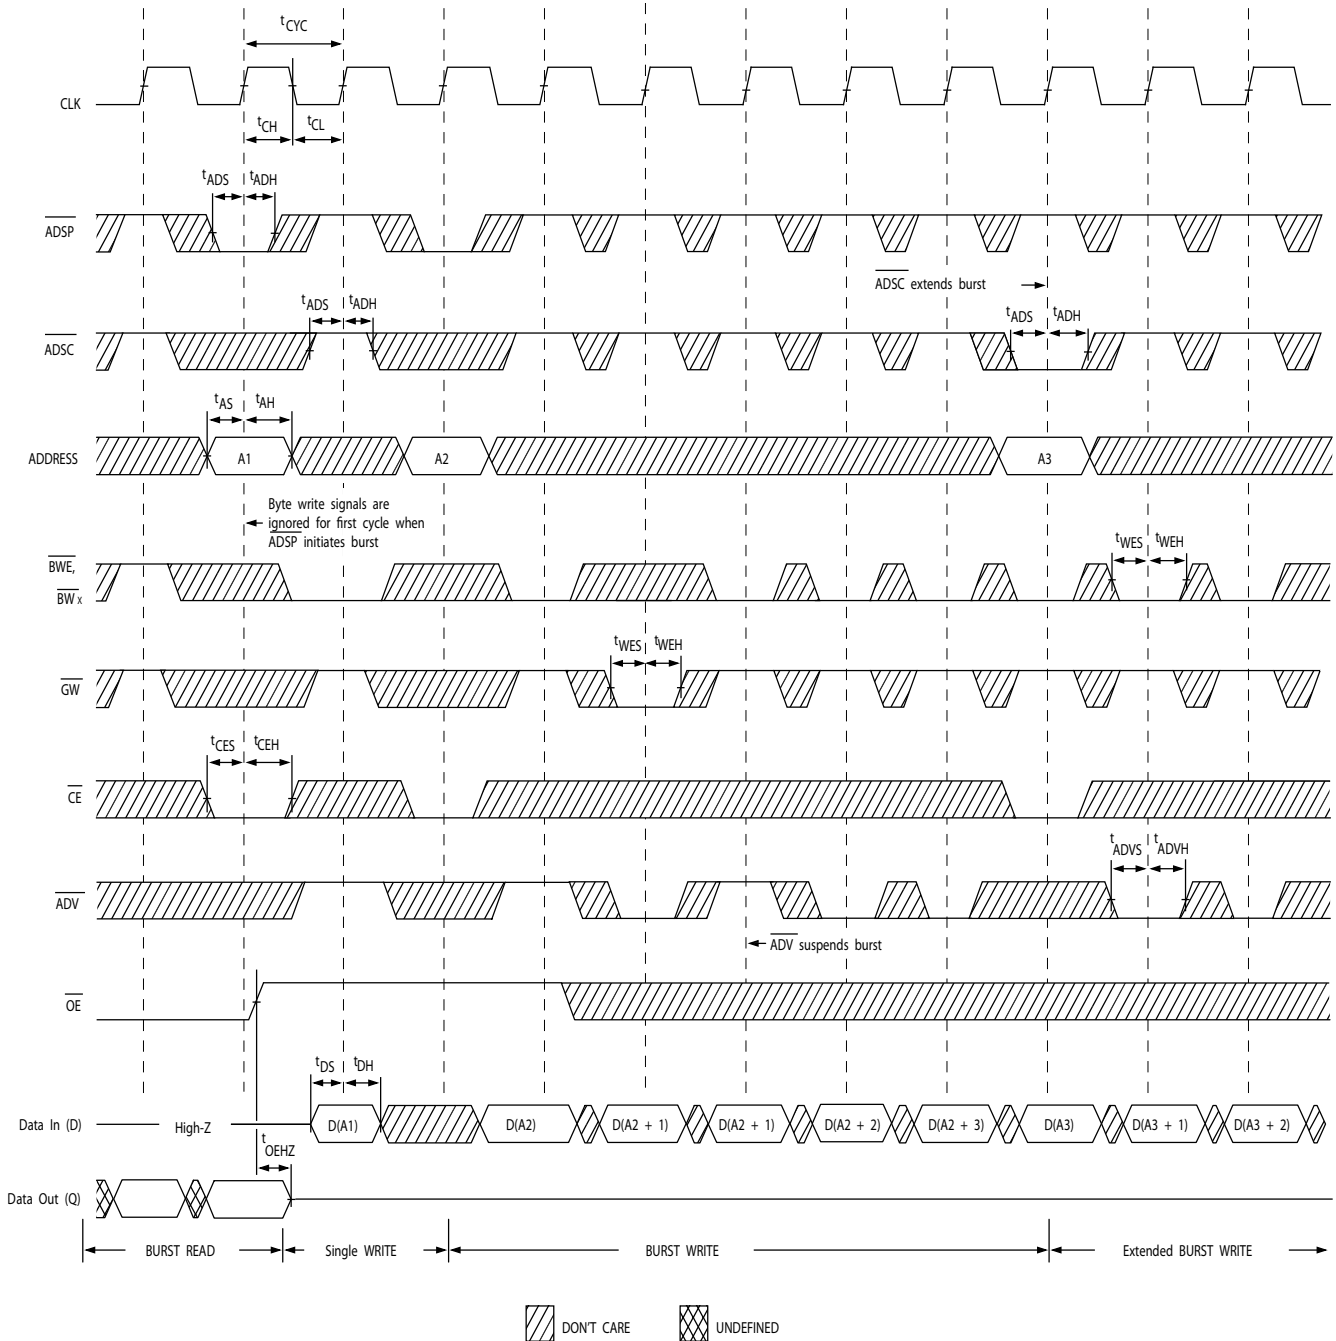 tCYC
CLK
tCH tCL
tADS tADH
ADSP
ADSC extends burst
tADS tADH
tADS tADH
ADSC
tAS tAH
ADDRESS A1 A2 A3
Byte write signals are
ignored for first cycle when
ADSP initiates burst
tWES tWEH
BWE,
BWx
tWES tWEH
GW
tCES tCEH
CE
tADVS tADVH
ADV
ADV suspends burst
OE
tDS tDH
Data In (D) High-Z D(A1) D(A2) D(A2 + 1) D(A2 + 1) D(A2 + 2) D(A2 + 3) D(A3) D(A3 + 1) D(A3 + 2)
tOEHZ
Data Out (Q)
BURST READ Single WRITE BURST WRITE Extended BURST WRITE
DON'T CARE UNDEFINED